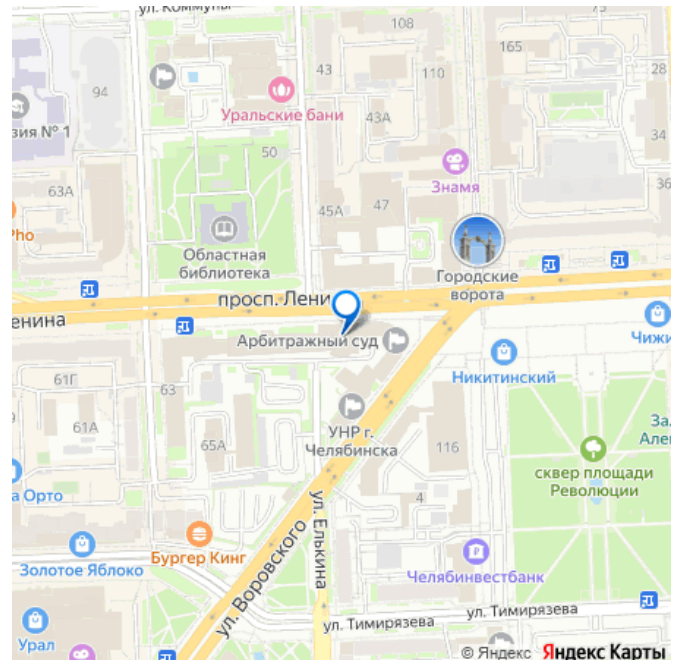 ул. Коммуны
108
165
28
43
110
94
Уральские бани
43А
зия № 1
34
50
Знамя
36
63А
47
45А
Pho
Областная
библиотека
Городские
ворота
просп. Лени
енина
Арбитражный суд
Чижи
Никитинский
61Г
63
УНР г.
Челябинска
61А
65А
116
За
Але
сквер площади
Революции
а Орто
4
ул. Елькина
ул. Воровского
Бургер Кинг
Золотое Яблоко
Челябинвестбанк
ул. Тимирязева
ул. Тимирязева
Урал
© Яндекс Яндекс Карты